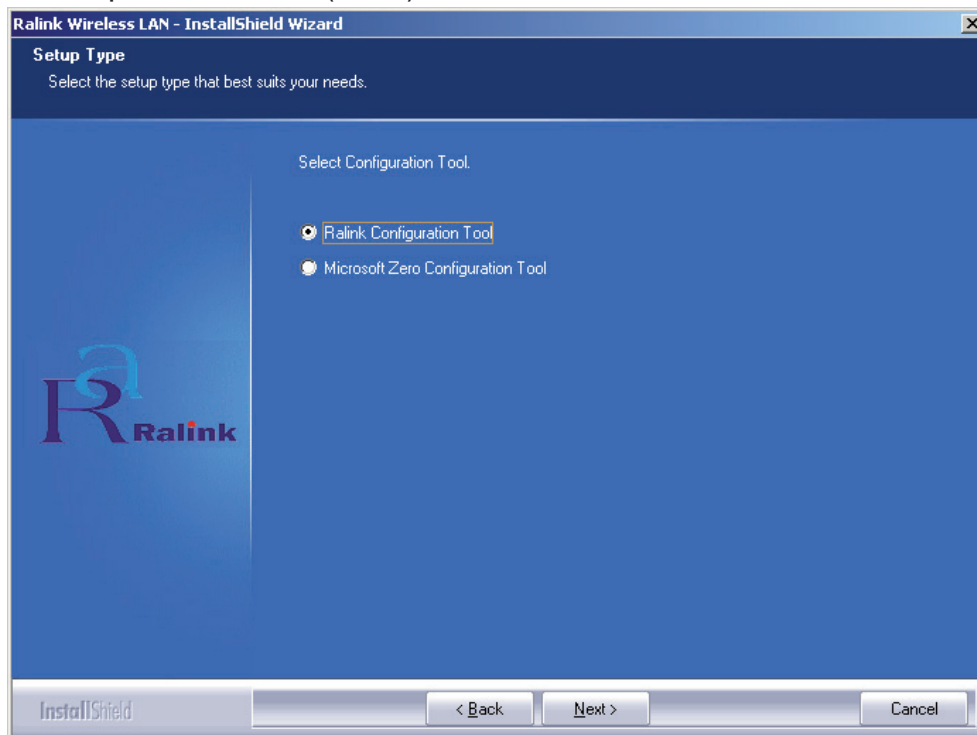 Ralink Wireless LAN - InstallShield Wizard
Setup Type
Select the setup type that best suits your needs.
Select Configuration Tool.
Ralink Configuration Tool
Microsoft Zero Configuration Tool
Ralink
InstallShield
< Back
Next >
Cancel